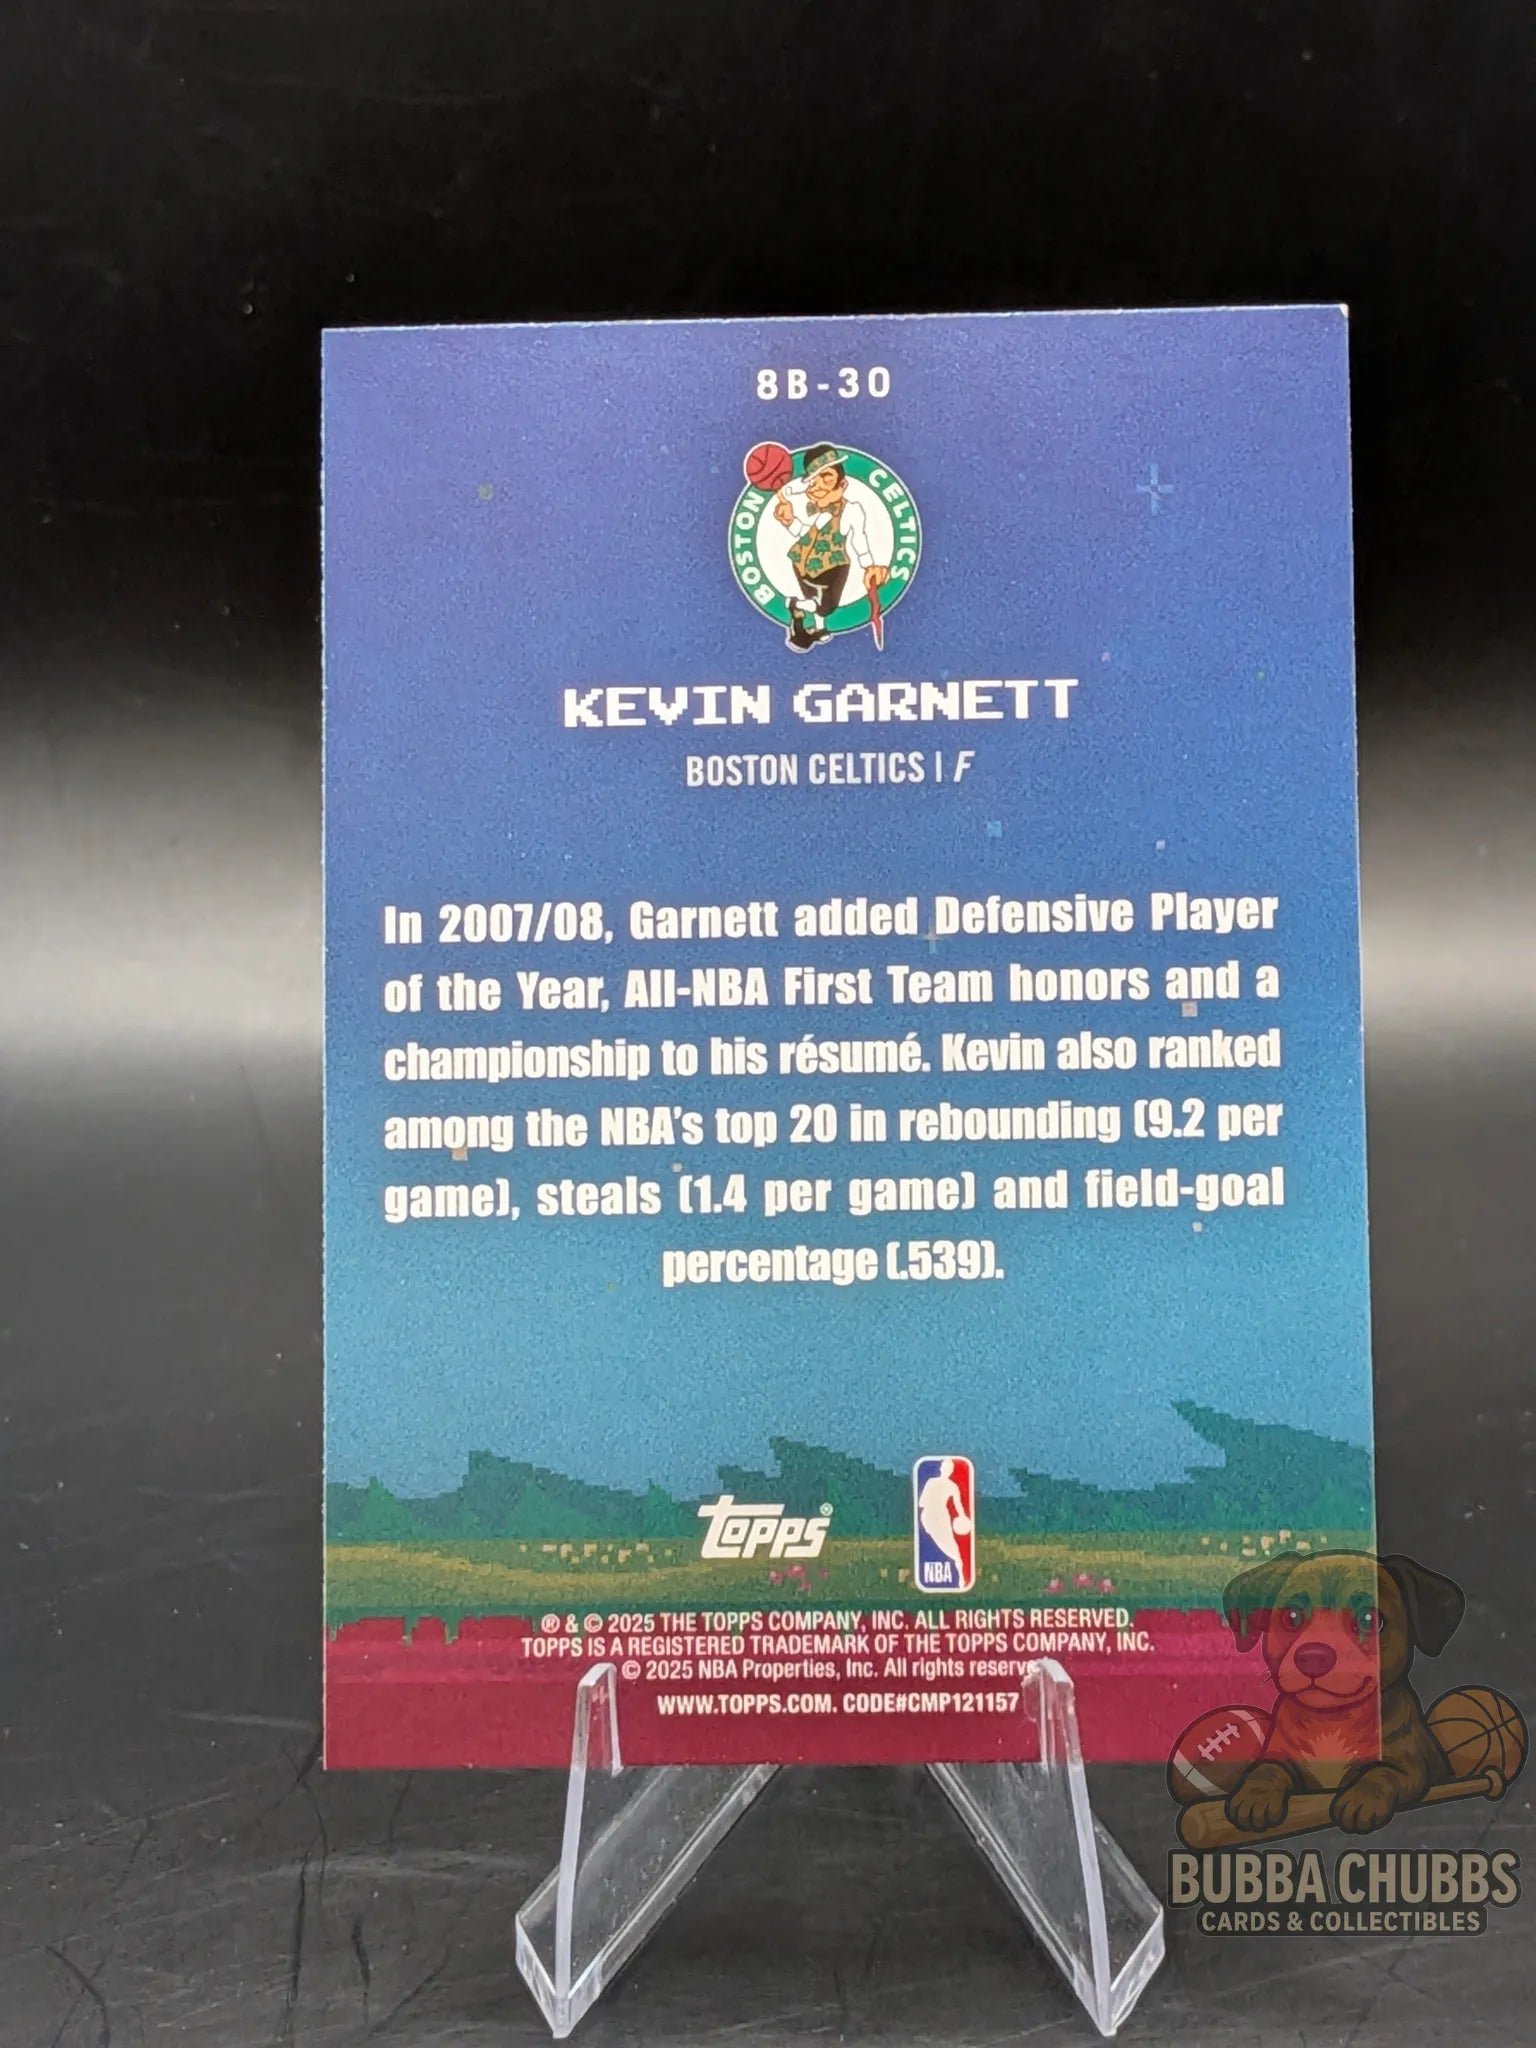 8B-30
BOSTON CELTICS
KEVIN GARNETT
BOSTON CELTICS | F
In 2007/08, Garnett added Defensive Player
of the Year, All-NBA First Team honors and a
championship to his résumé. Kevin also ranked
among the NBA's top 20 in rebounding (9.2 per
game), steals (1.4 per game) and field-goal
percentage (.539).
Topps®
NBA
® & © 2025 THE TOPPS COMPANY, INC. ALL RIGHTS RESERVED.
TOPPS IS A REGISTERED TRADEMARK OF THE TOPPS COMPANY, INC.
© 2025 NBA Properties, Inc. All rights reserv
WWW.TOPPS.COM. CODE#CMP121157
BUBBA CHUBBS
CARDS & COLLECTIBLES